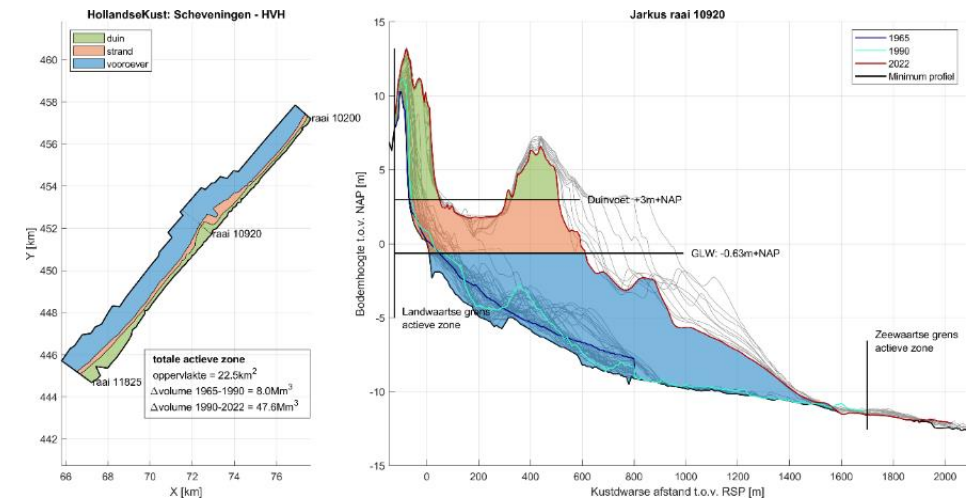 HollandseKust: Scheveningen - HVH
duin
strand
vooroever
460
458
456
454
452
450
448
446
444
442
Y [km]
raai 10200
raai 10920
raai 11825
totale actieve zone
oppervlakte = 22.5km²
Δvolume 1965-1990 = 8.0Mm³
Δvolume 1990-2022 = 47.6Mm³
66 68 70 72 74 76
X [km]
Jarkus raai 10920
1965
1990
2022
Minimum profiel
15
10
5
0
-5
-10
-15
Bodemhoogte t.o.v. NAP [m]
Duinvoet: +3m+NAP
GLW: -0.63m+NAP
Landwaartse grens
actieve zone
Zeewaartse grens
actieve zone
0 200 400 600 800 1000 1200 1400 1600 1800 2000
Kustdwarse afstand t.o.v. RSP [m]